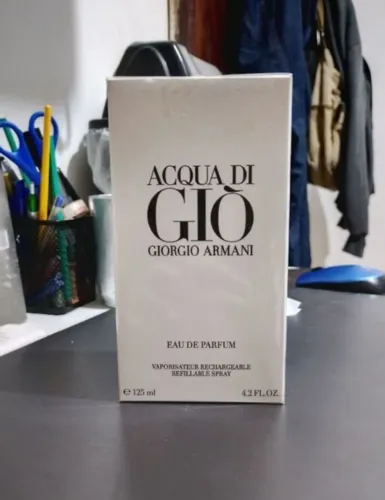 ACQUA DI
GIÒ
GIORGIO ARMANI
EAU DE PARFUM
VAPORISATEUR RECHARGEABLE
REFILLABLE SPRAY
℮ 125 ml 4.2 FL.OZ.